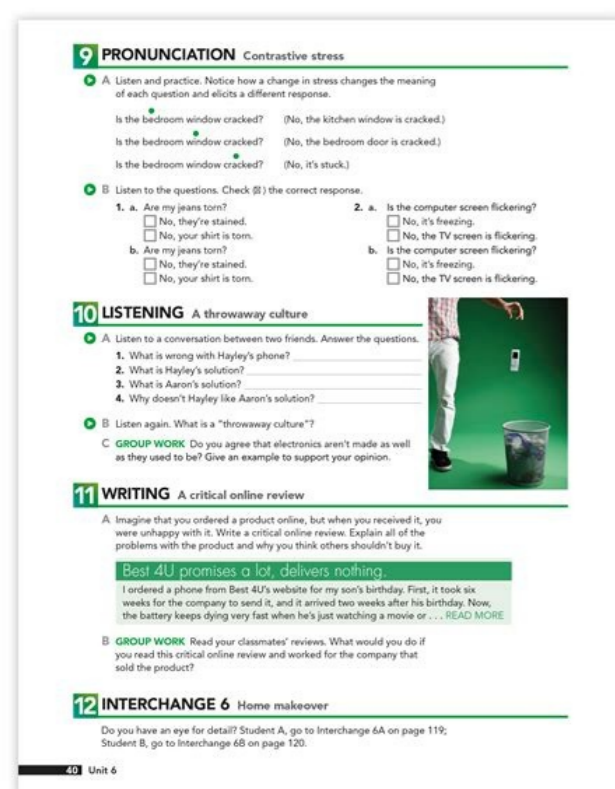 9 PRONUNCIATION Contrastive stress
A Listen and practice. Notice how a change in stress changes the meaning
of each question and elicits a different response.
Is the bedroom window cracked? (No, the kitchen window is cracked.)
Is the bedroom window cracked? (No, the bedroom door is cracked.)
Is the bedroom window cracked? (No, it's stuck.)
B Listen to the questions. Check (☒) the correct response.
1. a. Are my jeans torn?
No, they're stained.
No, your shirt is torn.
b. Are my jeans torn?
No, they're stained.
No, your shirt is torn.
2. a. Is the computer screen flickering?
No, it's freezing.
No, the TV screen is flickering.
b. Is the computer screen flickering?
No, it's freezing.
No, the TV screen is flickering.
10 LISTENING A throwaway culture
A Listen to a conversation between two friends. Answer the questions.
1. What is wrong with Hayley's phone?
2. What is Hayley's solution?
3. What is Aaron's solution?
4. Why doesn't Hayley like Aaron's solution?
B Listen again. What is a "throwaway culture"?
C GROUP WORK Do you agree that electronics aren't made as well
as they used to be? Give an example to support your opinion.
11 WRITING A critical online review
A Imagine that you ordered a product online, but when you received it, you
were unhappy with it. Write a critical online review. Explain all of the
problems with the product and why you think others shouldn't buy it.
Best 4U promises a lot, delivers nothing.
I ordered a phone from Best 4U's website for my son's birthday. First, it took six
weeks for the company to send it, and it arrived two weeks after his birthday. Now,
the battery keeps dying very fast when he's just watching a movie or . . . READ MORE
B GROUP WORK Read your classmates' reviews. What would you do if
you read this critical online review and worked for the company that
sold the product?
12 INTERCHANGE 6 Home makeover
Do you have an eye for detail? Student A, go to Interchange 6A on page 119;
Student B, go to Interchange 6B on page 120.
40 Unit 6